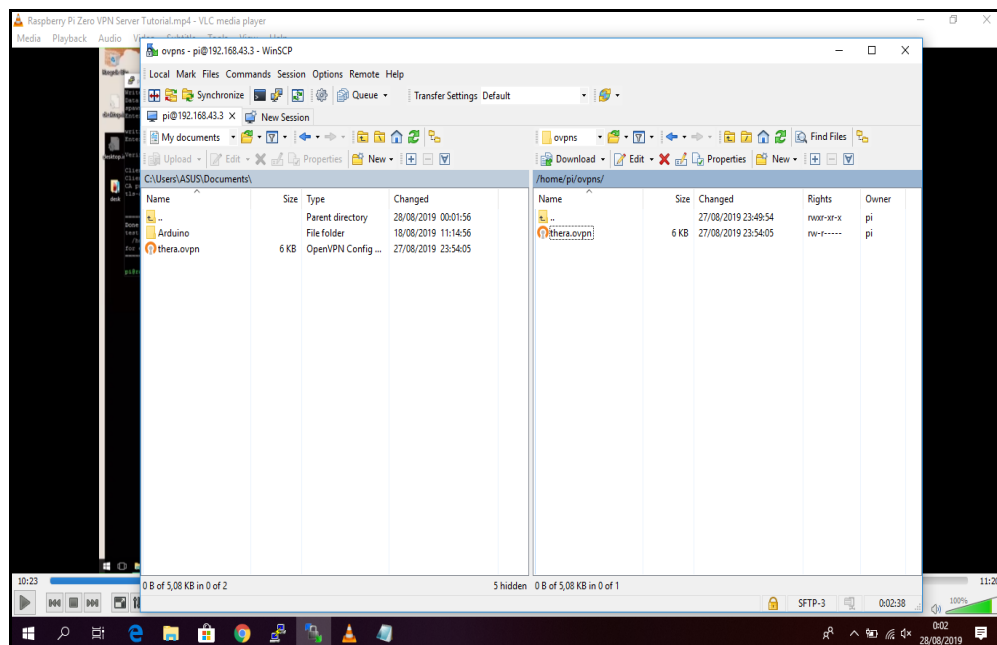 Raspberry Pi Zero VPN Server Tutorial.mp4 - VLC media player
Media Playback Audio
ovpns - pi@192.168.43.3 - WinSCP
Local Mark Files Commands Session Options Remote Help
Synchronize Queue Transfer Settings Default
pi@192.168.43.3 X New Session
My documents
ovpns Find Files
Upload Edit Properties New
Download Edit Properties New
C:\Users\ASUS\Documents\
/home/pi/ovpns/
Name Size Type Changed
Name Size Changed Rights Owner
.. Parent directory 28/08/2019 00:01:56
.. 27/08/2019 23:49:54 rwxr-xr-x pi
Arduino File folder 18/08/2019 11:14:56
thera.ovpn 6 KB 27/08/2019 23:54:05 rw-r----- pi
thera.ovpn 6 KB OpenVPN Config ... 27/08/2019 23:54:05
0 B of 5,08 KB in 0 of 2 5 hidden
0 B of 5,08 KB in 0 of 1
10:23
SFTP-3 0:02:38
100%
0:02
28/08/2019